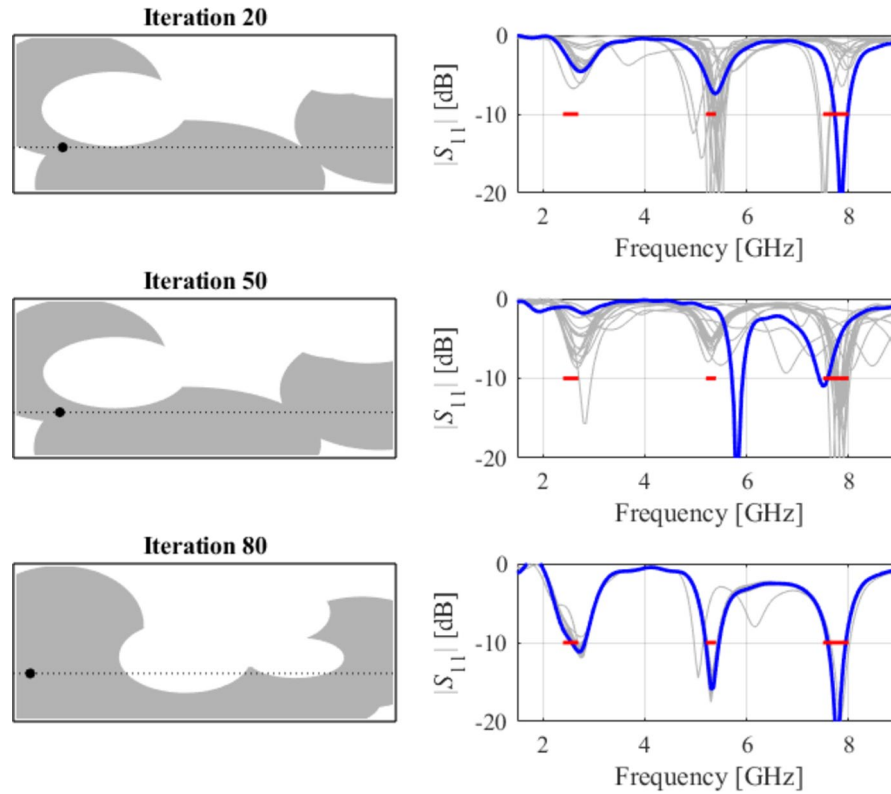 Iteration 20
0
-10
-20
|S11| [dB]
2 4 6 8
Frequency [GHz]
Iteration 50
0
-10
-20
|S11| [dB]
2 4 6 8
Frequency [GHz]
Iteration 80
0
-10
-20
|S11| [dB]
2 4 6 8
Frequency [GHz]